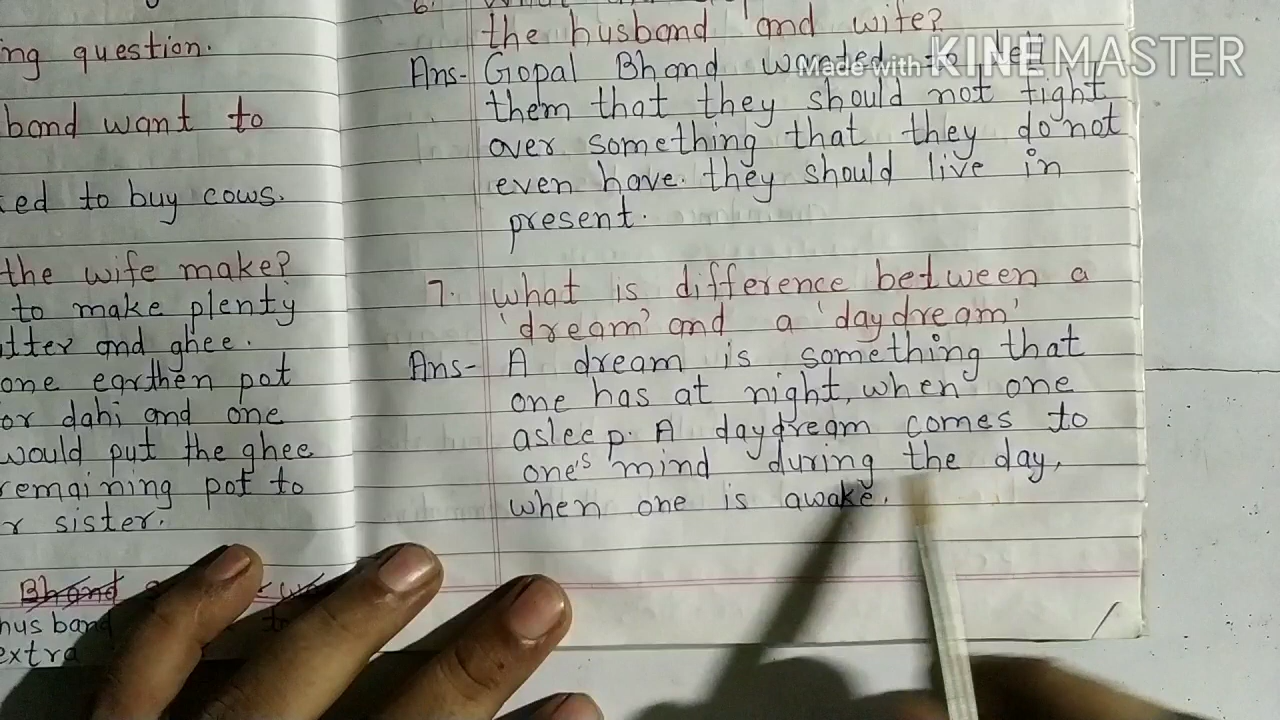 ng question.
band want to
ed to buy cows.
the wife make?
to make plenty
tter and ghee.
one earthen pot
or dahi and one
would put the ghee
remaining pot to
r sister.
Bhand
husband
extra
6.
the husband and wife?
Ans- Gopal Bhand wanded to tell
them that they should not fight
over something that they do not
even have. they should live in
present.
7. what is difference between a
'dream' and a 'daydream'
Ans- A dream is something that
one has at night, when one
asleep. A daydream comes to
one's mind during the day,
when one is awake.
Made with KINEMASTER